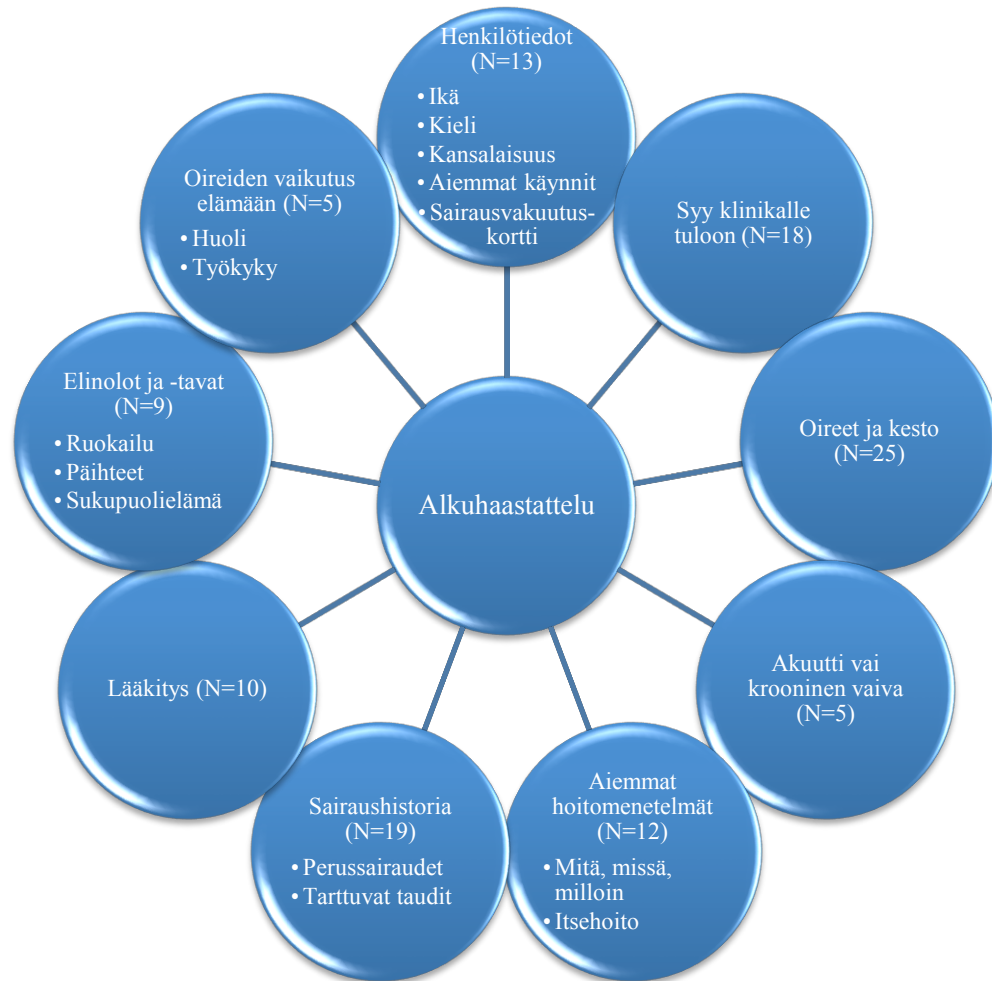 Henkilötiedot
(N=13)
• Ikä
• Kieli
• Kansalaisuus
• Aiemmat käynnit
• Sairausvakuutus-
kortti
Syy klinikalle
tuloon (N=18)
Oireet ja kesto
(N=25)
Akuutti vai
krooninen vaiva
(N=5)
Aiemmat
hoitomenetelmät
(N=12)
• Mitä, missä,
milloin
• Itsehoito
Sairaushistoria
(N=19)
• Perussairaudet
• Tarttuvat taudit
Lääkitys (N=10)
Elinolot ja -tavat
(N=9)
• Ruokailu
• Päihteet
• Sukupuolielämä
Oireiden vaikutus
elämään (N=5)
• Huoli
• Työkyky
Alkuhaastattelu